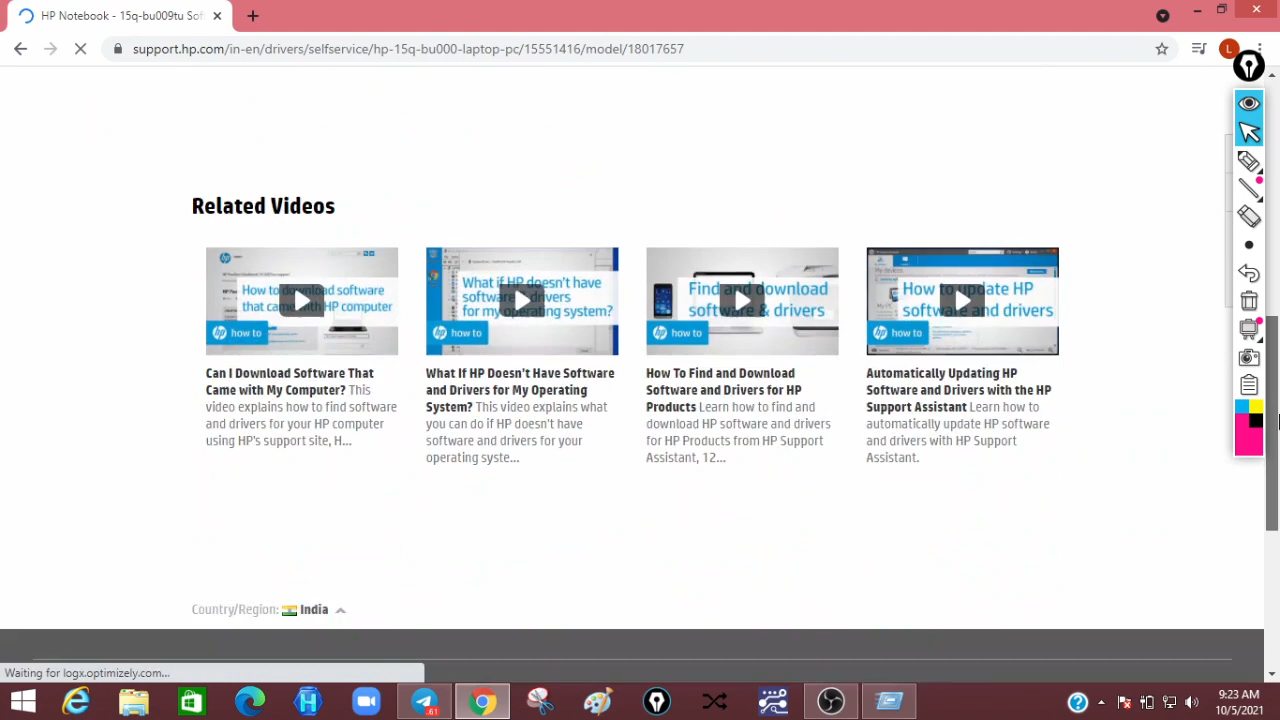 HP Notebook - 15q-bu009tu Sof
support.hp.com/in-en/drivers/selfservice/hp-15q-bu000-laptop-pc/15551416/model/18017657
L
Related Videos
How to download software
that came with HP computer
hp how to
What if HP doesn't have
software drivers
for my operating system?
hp how to
Find and download
software & drivers
hp how to
How to update HP
software and drivers
hp how to
Can I Download Software That
Came with My Computer? This
video explains how to find software
and drivers for your HP computer
using HP's support site, H...
What If HP Doesn't Have Software
and Drivers for My Operating
System? This video explains what
you can do if HP doesn't have
software and drivers for your
operating syste...
How To Find and Download
Software and Drivers for HP
Products Learn how to find and
download HP software and drivers
for HP Products from HP Support
Assistant, 12...
Automatically Updating HP
Software and Drivers with the HP
Support Assistant Learn how to
automatically update HP software
and drivers with HP Support
Assistant.
Country/Region: India
Waiting for logx.optimizely.com...
61
9:23 AM
10/5/2021